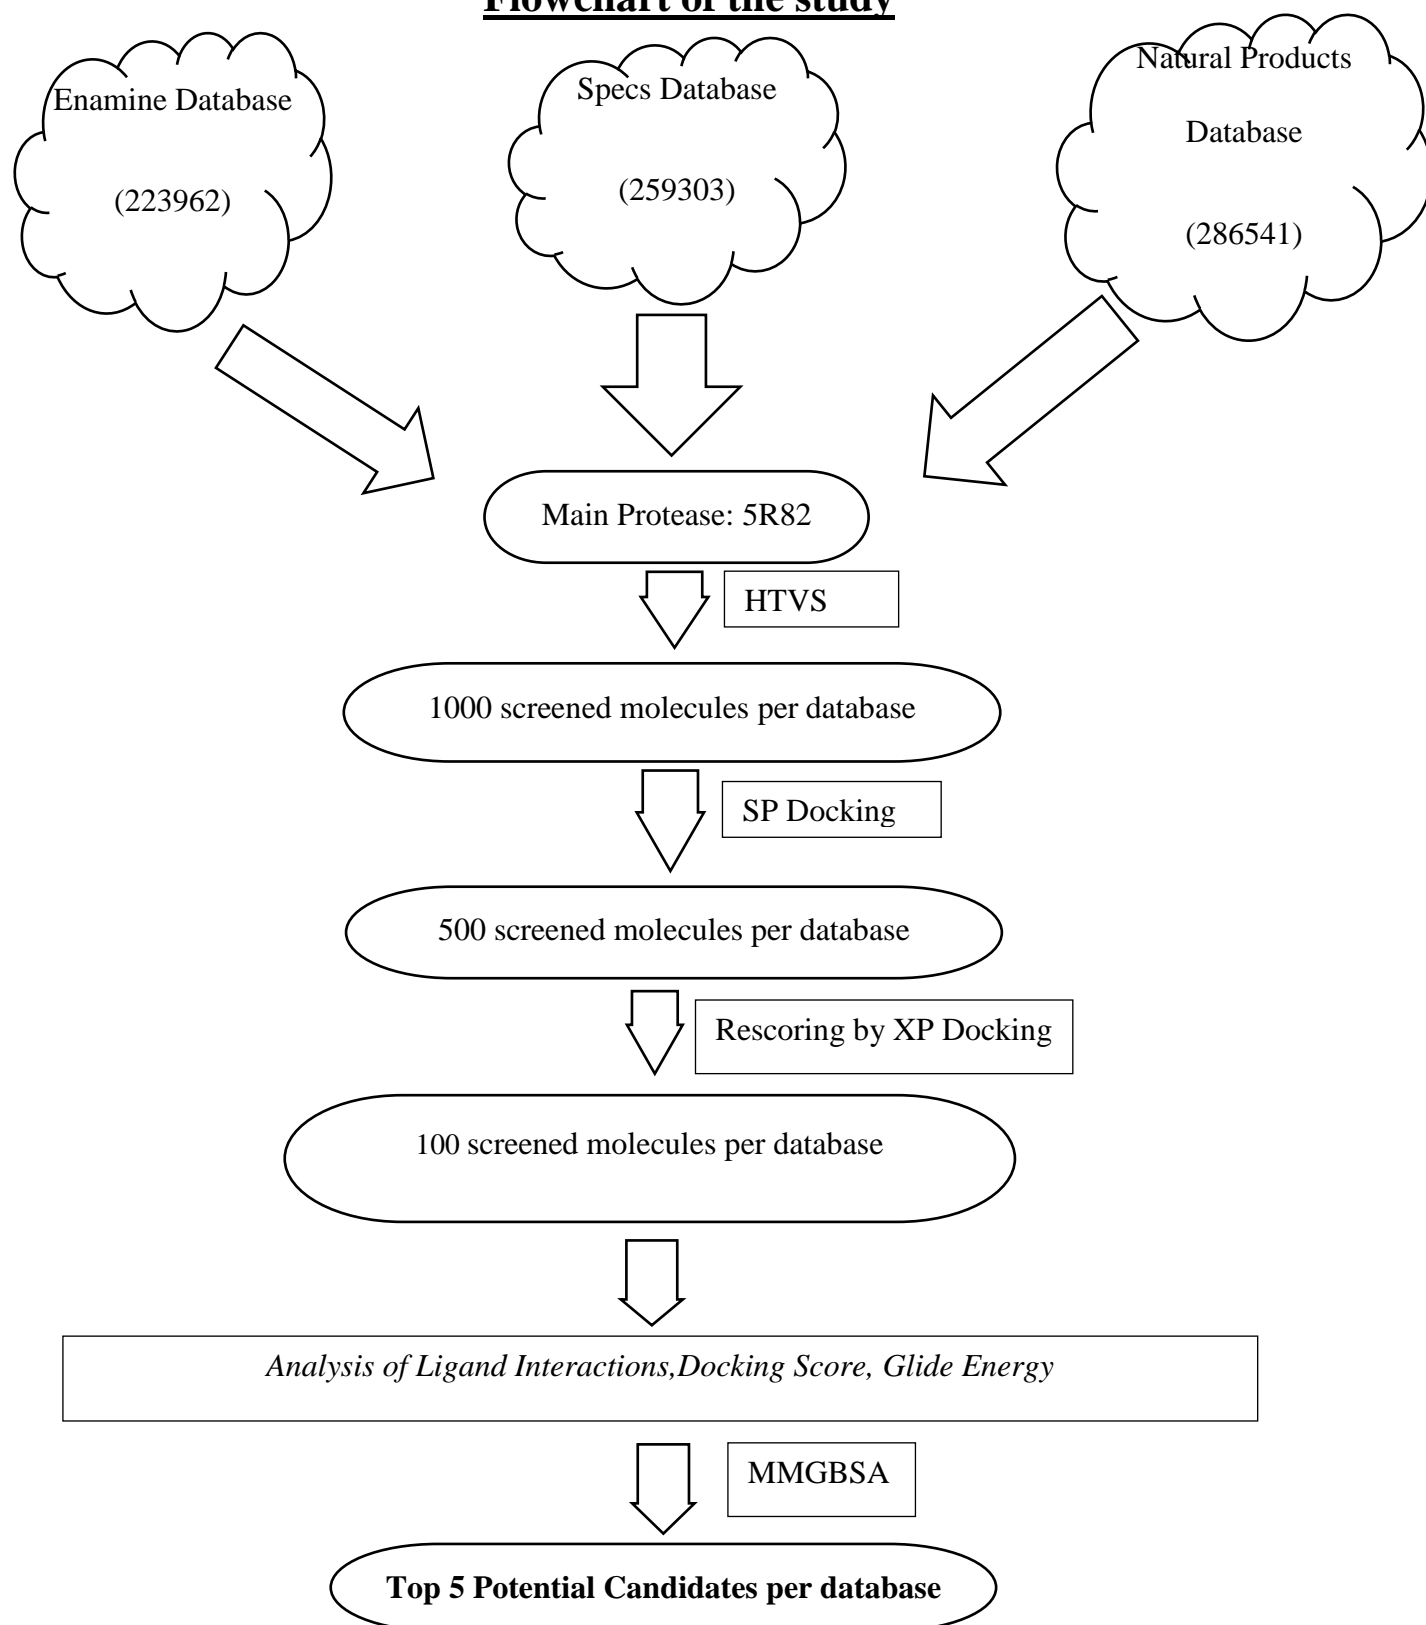 Flowchart of the study
Enamine Database
(223962)
Specs Database
(259303)
Natural Products
Database
(286541)
Main Protease: 5R82
HTVS
1000 screened molecules per database
SP Docking
500 screened molecules per database
Rescoring by XP Docking
100 screened molecules per database
Analysis of Ligand Interactions,Docking Score, Glide Energy
MMGBSA
Top 5 Potential Candidates per database